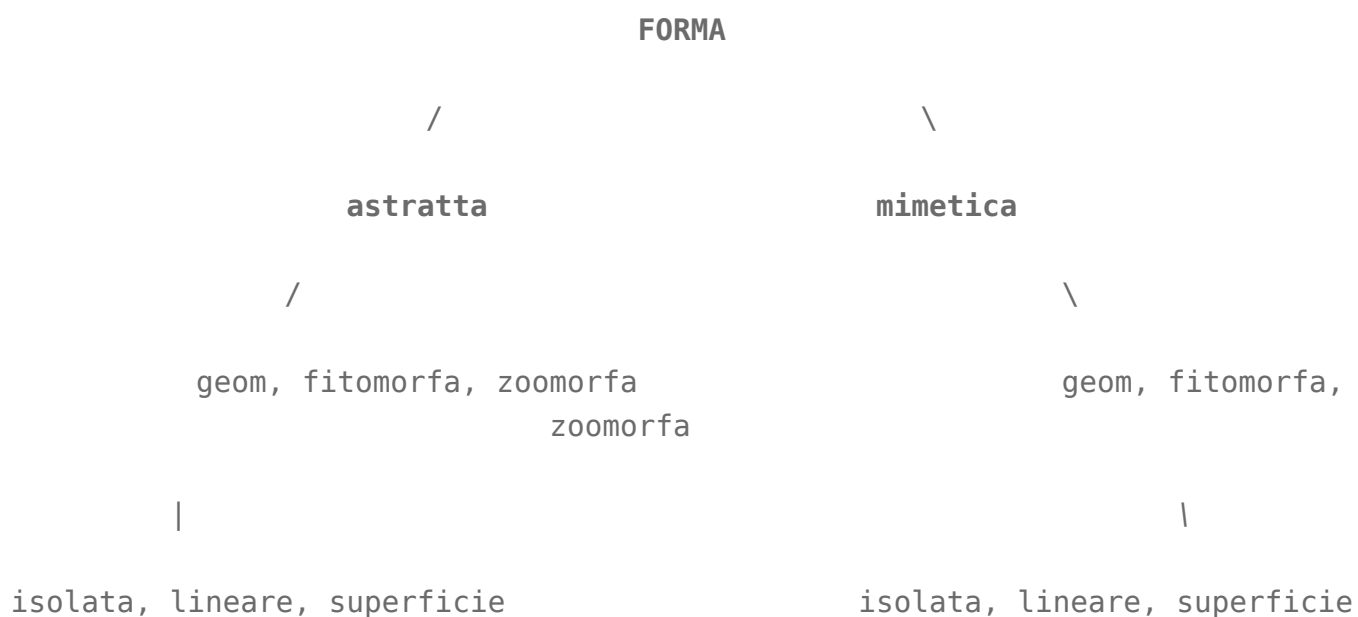 FORMA
/ \
astratta mimetica
/ \
geom, fitomorfa, zoomorfa geom, fitomorfa,
zoomorfa
| \
isolata, lineare, superficie isolata, lineare, superficie